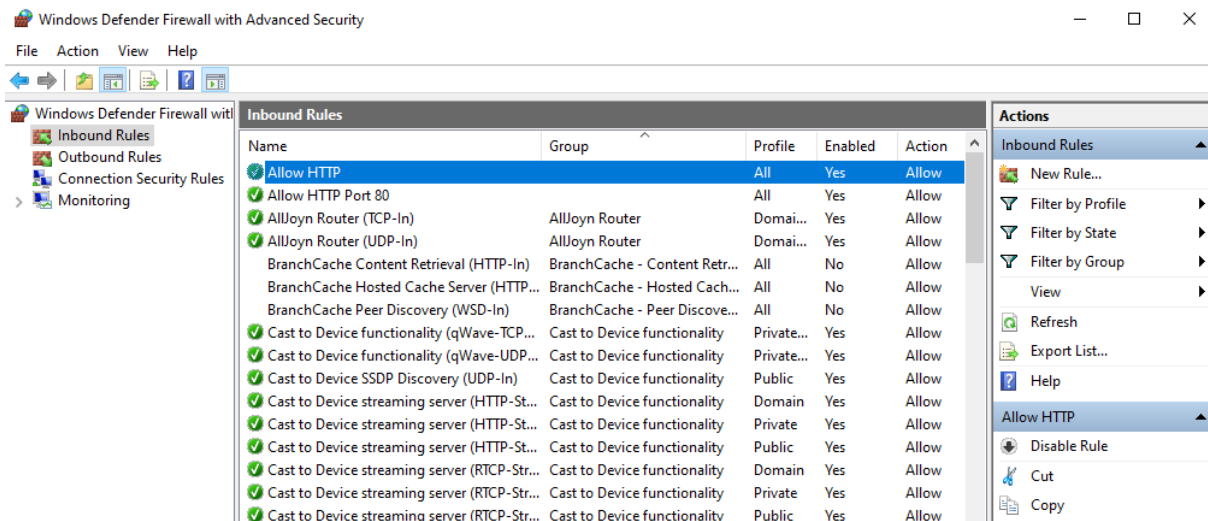 Windows Defender Firewall with Advanced Security
File Action View Help
Windows Defender Firewall witl
Inbound Rules
Outbound Rules
Connection Security Rules
Monitoring
Inbound Rules
Name Group Profile Enabled Action
Allow HTTP All Yes Allow
Allow HTTP Port 80 All Yes Allow
AllJoyn Router (TCP-In) AllJoyn Router Domai... Yes Allow
AllJoyn Router (UDP-In) AllJoyn Router Domai... Yes Allow
BranchCache Content Retrieval (HTTP-In) BranchCache - Content Retr... All No Allow
BranchCache Hosted Cache Server (HTTP... BranchCache - Hosted Cach... All No Allow
BranchCache Peer Discovery (WSD-In) BranchCache - Peer Discove... All No Allow
Cast to Device functionality (qWave-TCP... Cast to Device functionality Private... Yes Allow
Cast to Device functionality (qWave-UDP... Cast to Device functionality Private... Yes Allow
Cast to Device SSDP Discovery (UDP-In) Cast to Device functionality Public Yes Allow
Cast to Device streaming server (HTTP-St... Cast to Device functionality Domain Yes Allow
Cast to Device streaming server (HTTP-St... Cast to Device functionality Private Yes Allow
Cast to Device streaming server (HTTP-St... Cast to Device functionality Public Yes Allow
Cast to Device streaming server (RTCP-Str... Cast to Device functionality Domain Yes Allow
Cast to Device streaming server (RTCP-Str... Cast to Device functionality Private Yes Allow
Cast to Device streaming server (RTCP-Str... Cast to Device functionality Public Yes Allow
Actions
Inbound Rules
New Rule...
Filter by Profile
Filter by State
Filter by Group
View
Refresh
Export List...
Help
Allow HTTP
Disable Rule
Cut
Copy